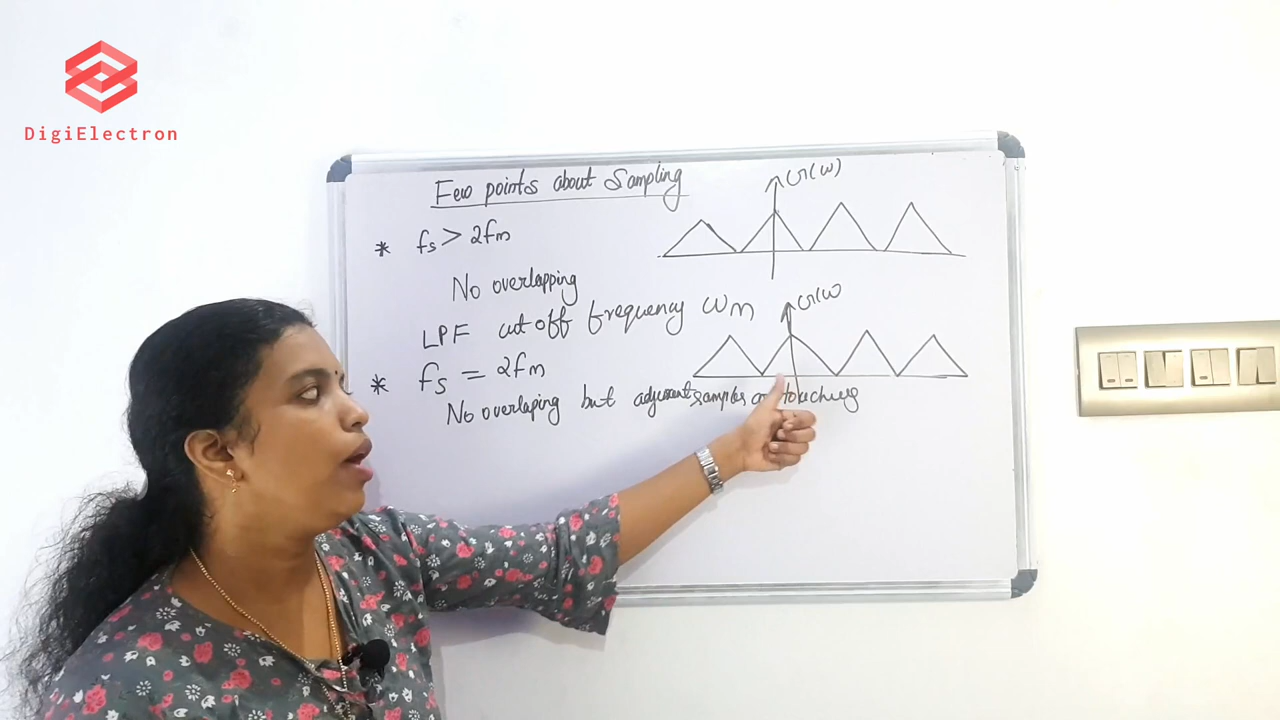 DigiElectron
Few points about Sampling
G(ω)
* fs > 2fm
No overlapping
LPF cut off frequency ωm
G(ω
* fs = 2fm
No overlaping but adjacent samples are touching